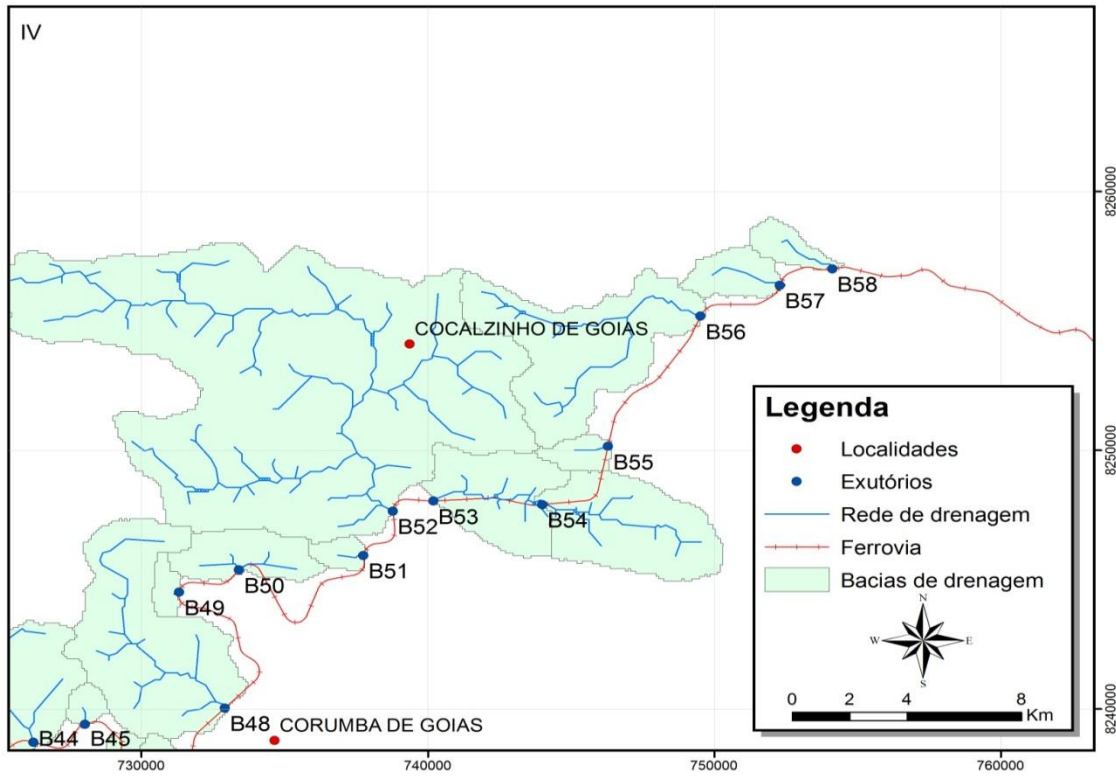 IV
COCALZINHO DE GOIAS
B58
B57
B56
B55
B54
B53
B52
B51
B50
B49
B48
CORUMBA DE GOIAS
B44
B45
Legenda
Localidades
Exutórios
Rede de drenagem
Ferrovia
Bacias de drenagem
N
W
E
S
0 2 4 8
Km
8260000
8250000
8240000
730000 740000 750000 760000